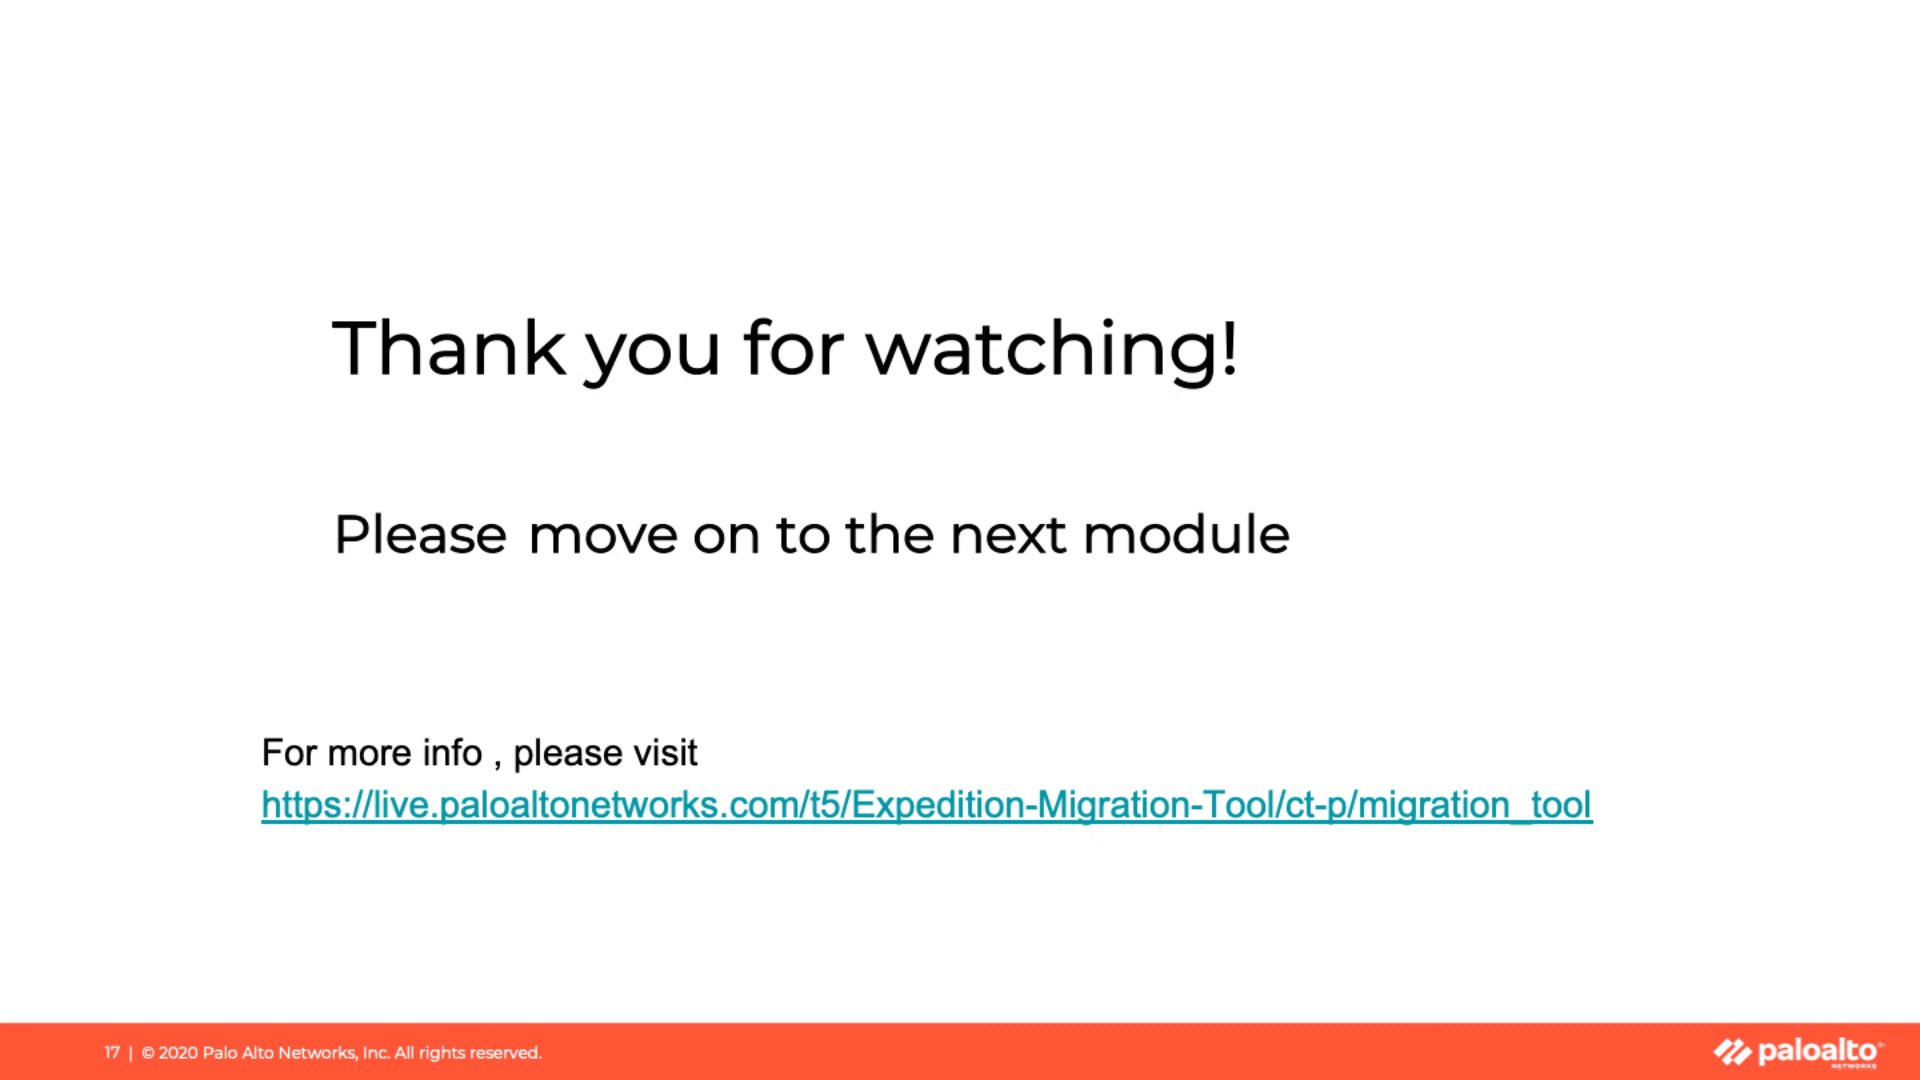 Thank you for watching!
Please move on to the next module
For more info , please visit
https://live.paloaltonetworks.com/t5/Expedition-Migration-Tool/ct-p/migration_tool
17 | © 2020 Palo Alto Networks, Inc. All rights reserved.
paloalto
NETWORKS